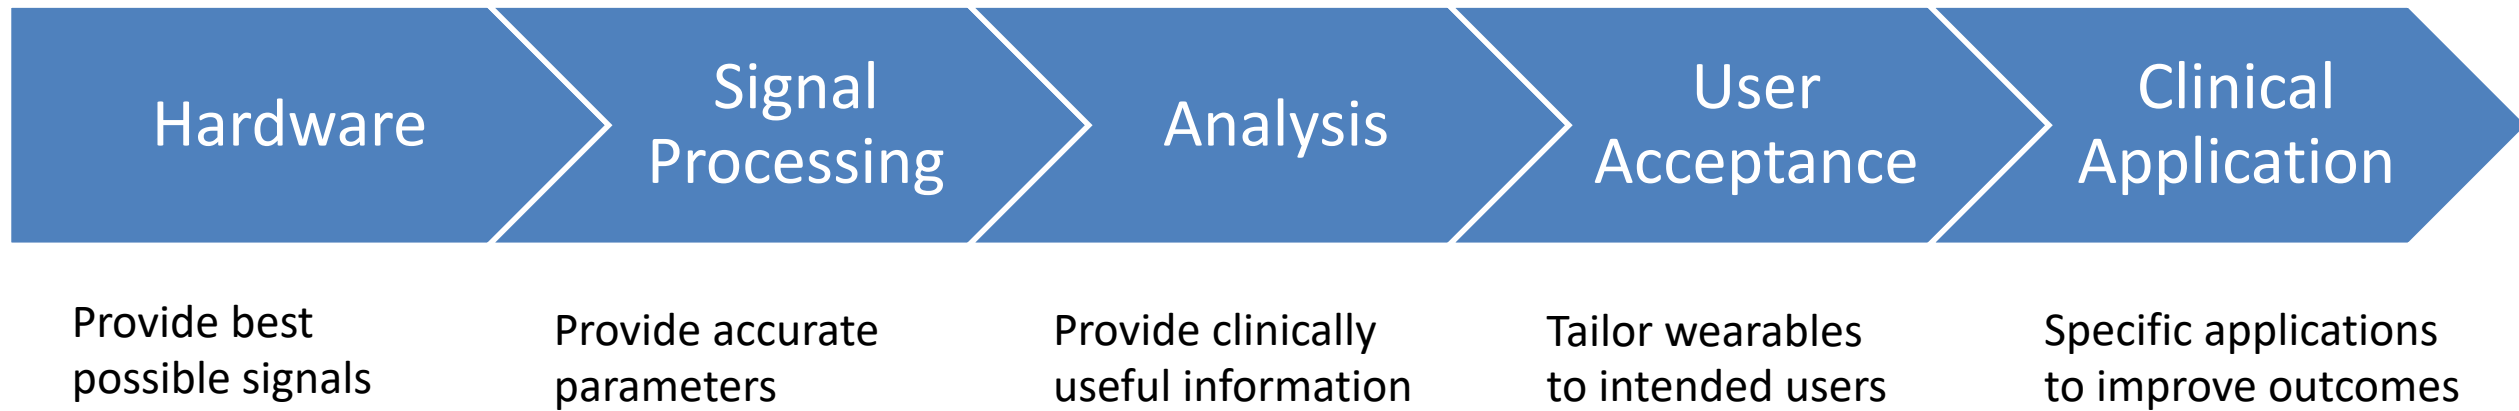 Hardware
Signal
Processing
Analysis
User
Acceptance
Clinical
Application
Provide best
possible signals
Provide accurate
parameters
Provide clinically
useful information
Tailor wearables
to intended users
Specific applications
to improve outcomes